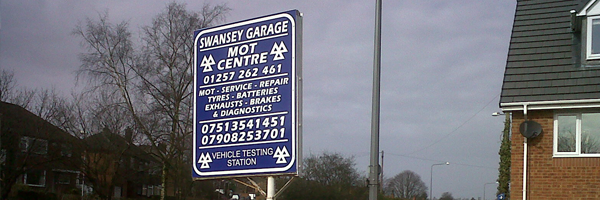 SWANSEY GARAGE
MOT
CENTRE
01257 262 461
MOT - SERVICE - REPAIR
TYRES - BATTERIES
EXHAUSTS - BRAKES
& DIAGNOSTICS
07513541451
07908253701
VEHICLE TESTING
STATION